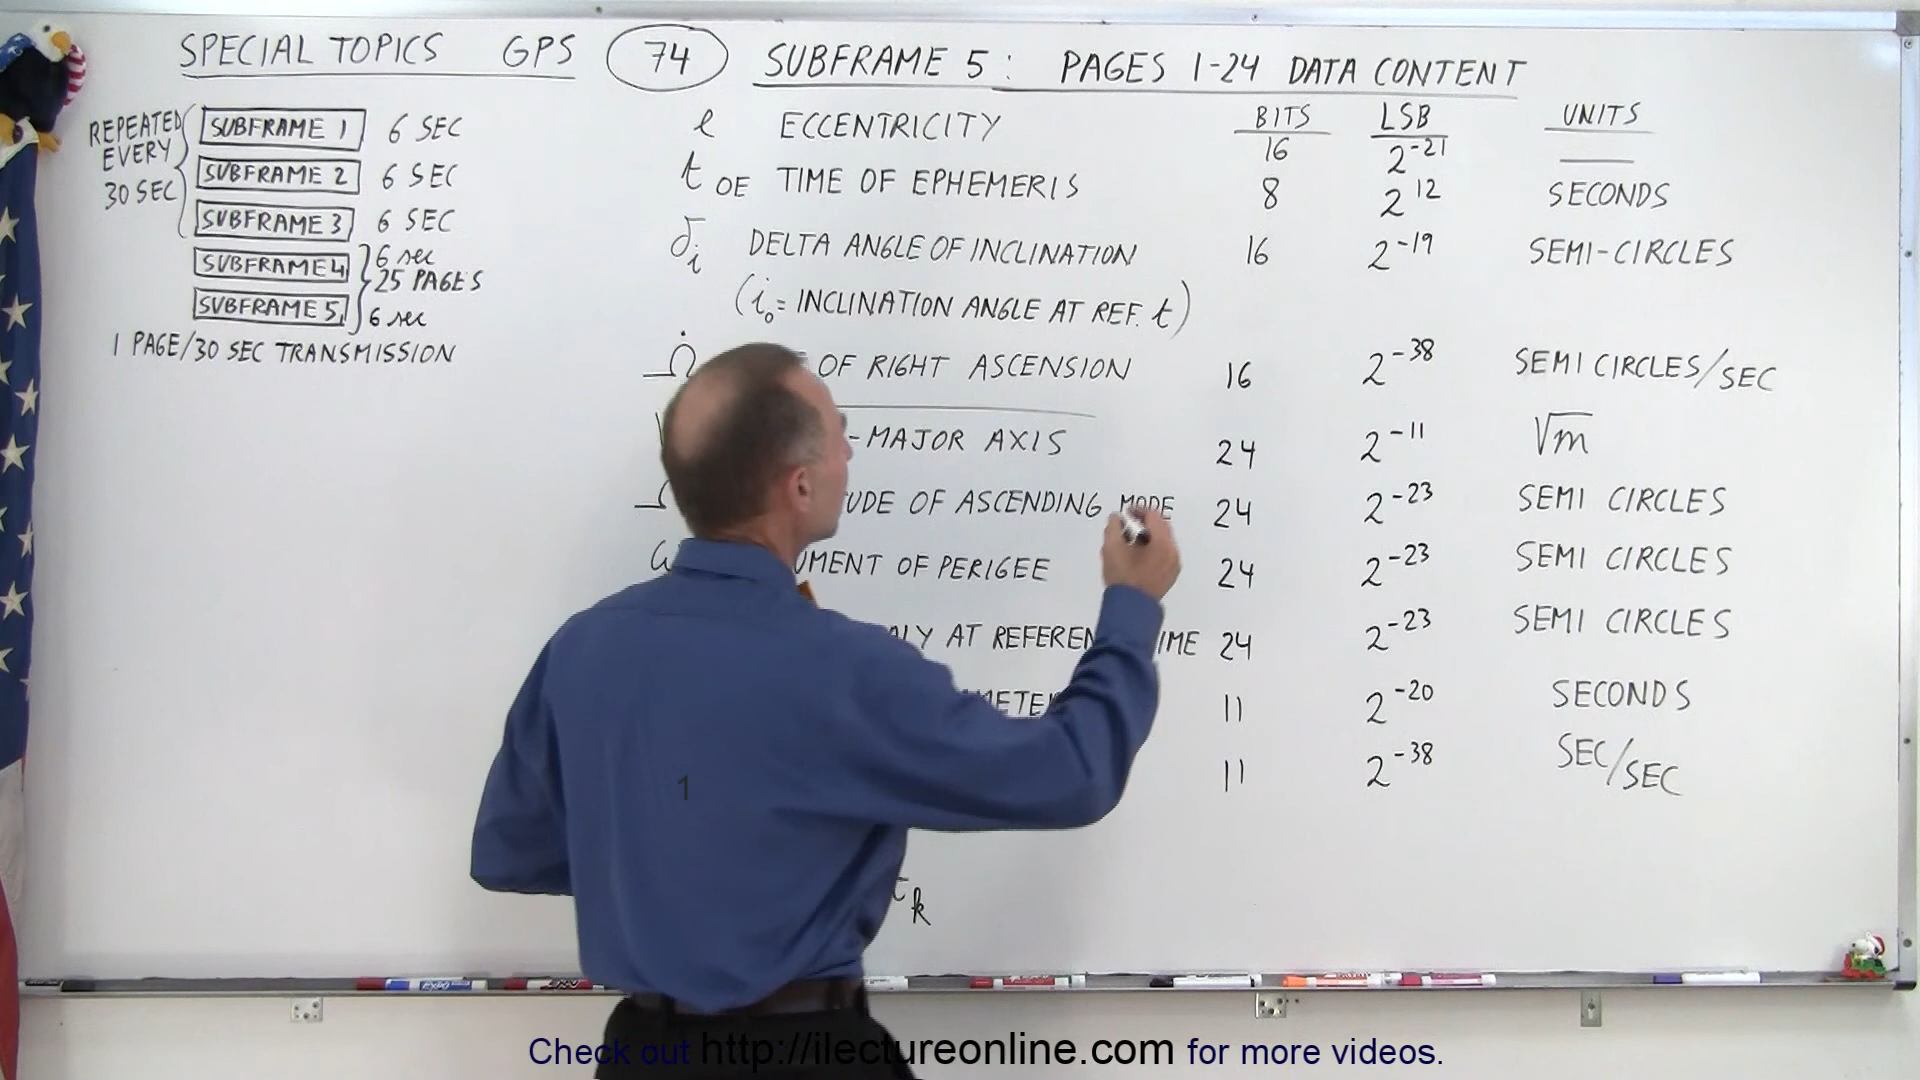 SPECIAL TOPICS GPS 74 SUBFRAME 5: PAGES 1-24 DATA CONTENT
REPEATED EVERY 30 SEC
SUBFRAME 1 6 SEC
SUBFRAME 2 6 SEC
SUBFRAME 3 6 SEC
SUBFRAME 4 6 sec
25 PAGES
SUBFRAME 5 6 sec
1 PAGE/30 SEC TRANSMISSION
BITS LSB UNITS
e ECCENTRICITY 16 2^-21 —
t OE TIME OF EPHEMERIS 8 2^12 SECONDS
δi DELTA ANGLE OF INCLINATION 16 2^-19 SEMI-CIRCLES
(i₀ = INCLINATION ANGLE AT REF. t)
Ω̇ OF RIGHT ASCENSION 16 2^-38 SEMI CIRCLES/SEC
-MAJOR AXIS 24 2^-11 √m
OF ASCENDING 24 2^-23 SEMI CIRCLES
OF PERIGEE 24 2^-23 SEMI CIRCLES
AT 24 2^-23 SEMI CIRCLES
11 2^-20 SECONDS
11 2^-38 SEC/SEC
k
1
EXPO
Check out http://ilectureonline.com for more videos.